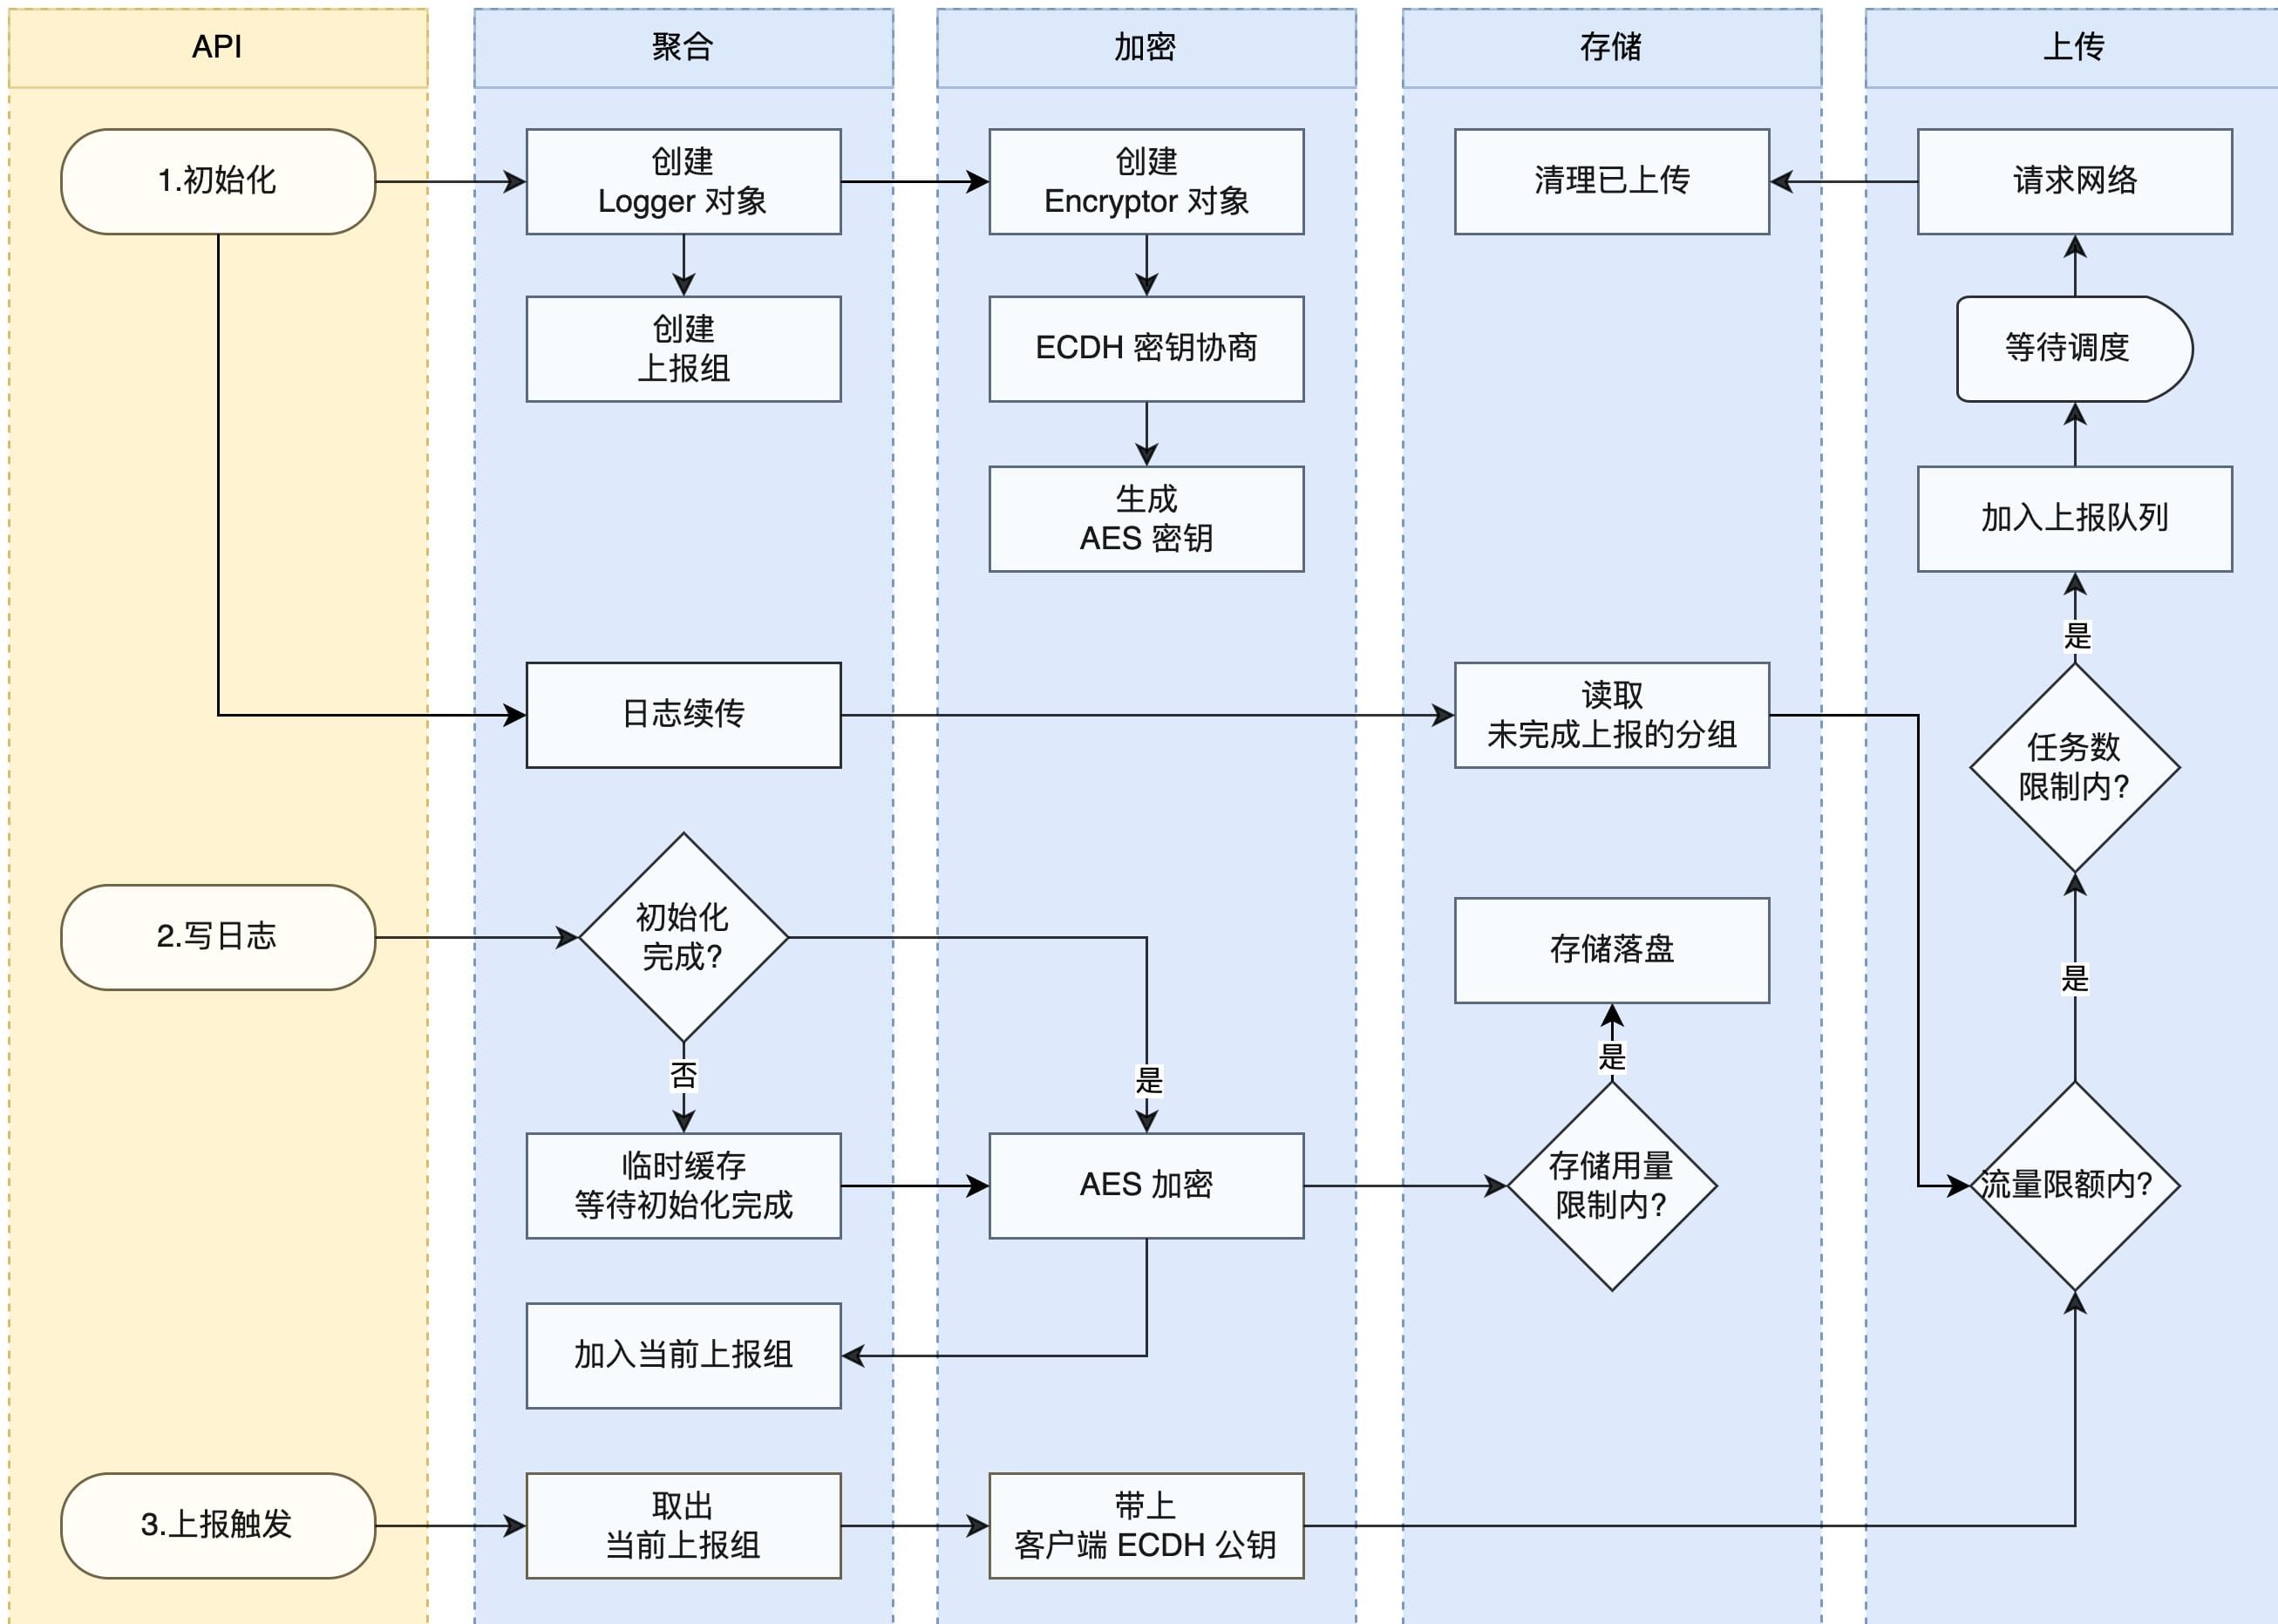 API
聚合
加密
存储
上传
1.初始化
创建
Logger 对象
创建
Encryptor 对象
清理已上传
请求网络
创建
上报组
ECDH 密钥协商
等待调度
生成
AES 密钥
加入上报队列
是
日志续传
读取
未完成上报的分组
任务数
限制内?
2.写日志
初始化
完成?
存储落盘
是
否
是
是
临时缓存
等待初始化完成
AES 加密
存储用量
限制内?
流量限额内?
加入当前上报组
3.上报触发
取出
当前上报组
带上
客户端 ECDH 公钥